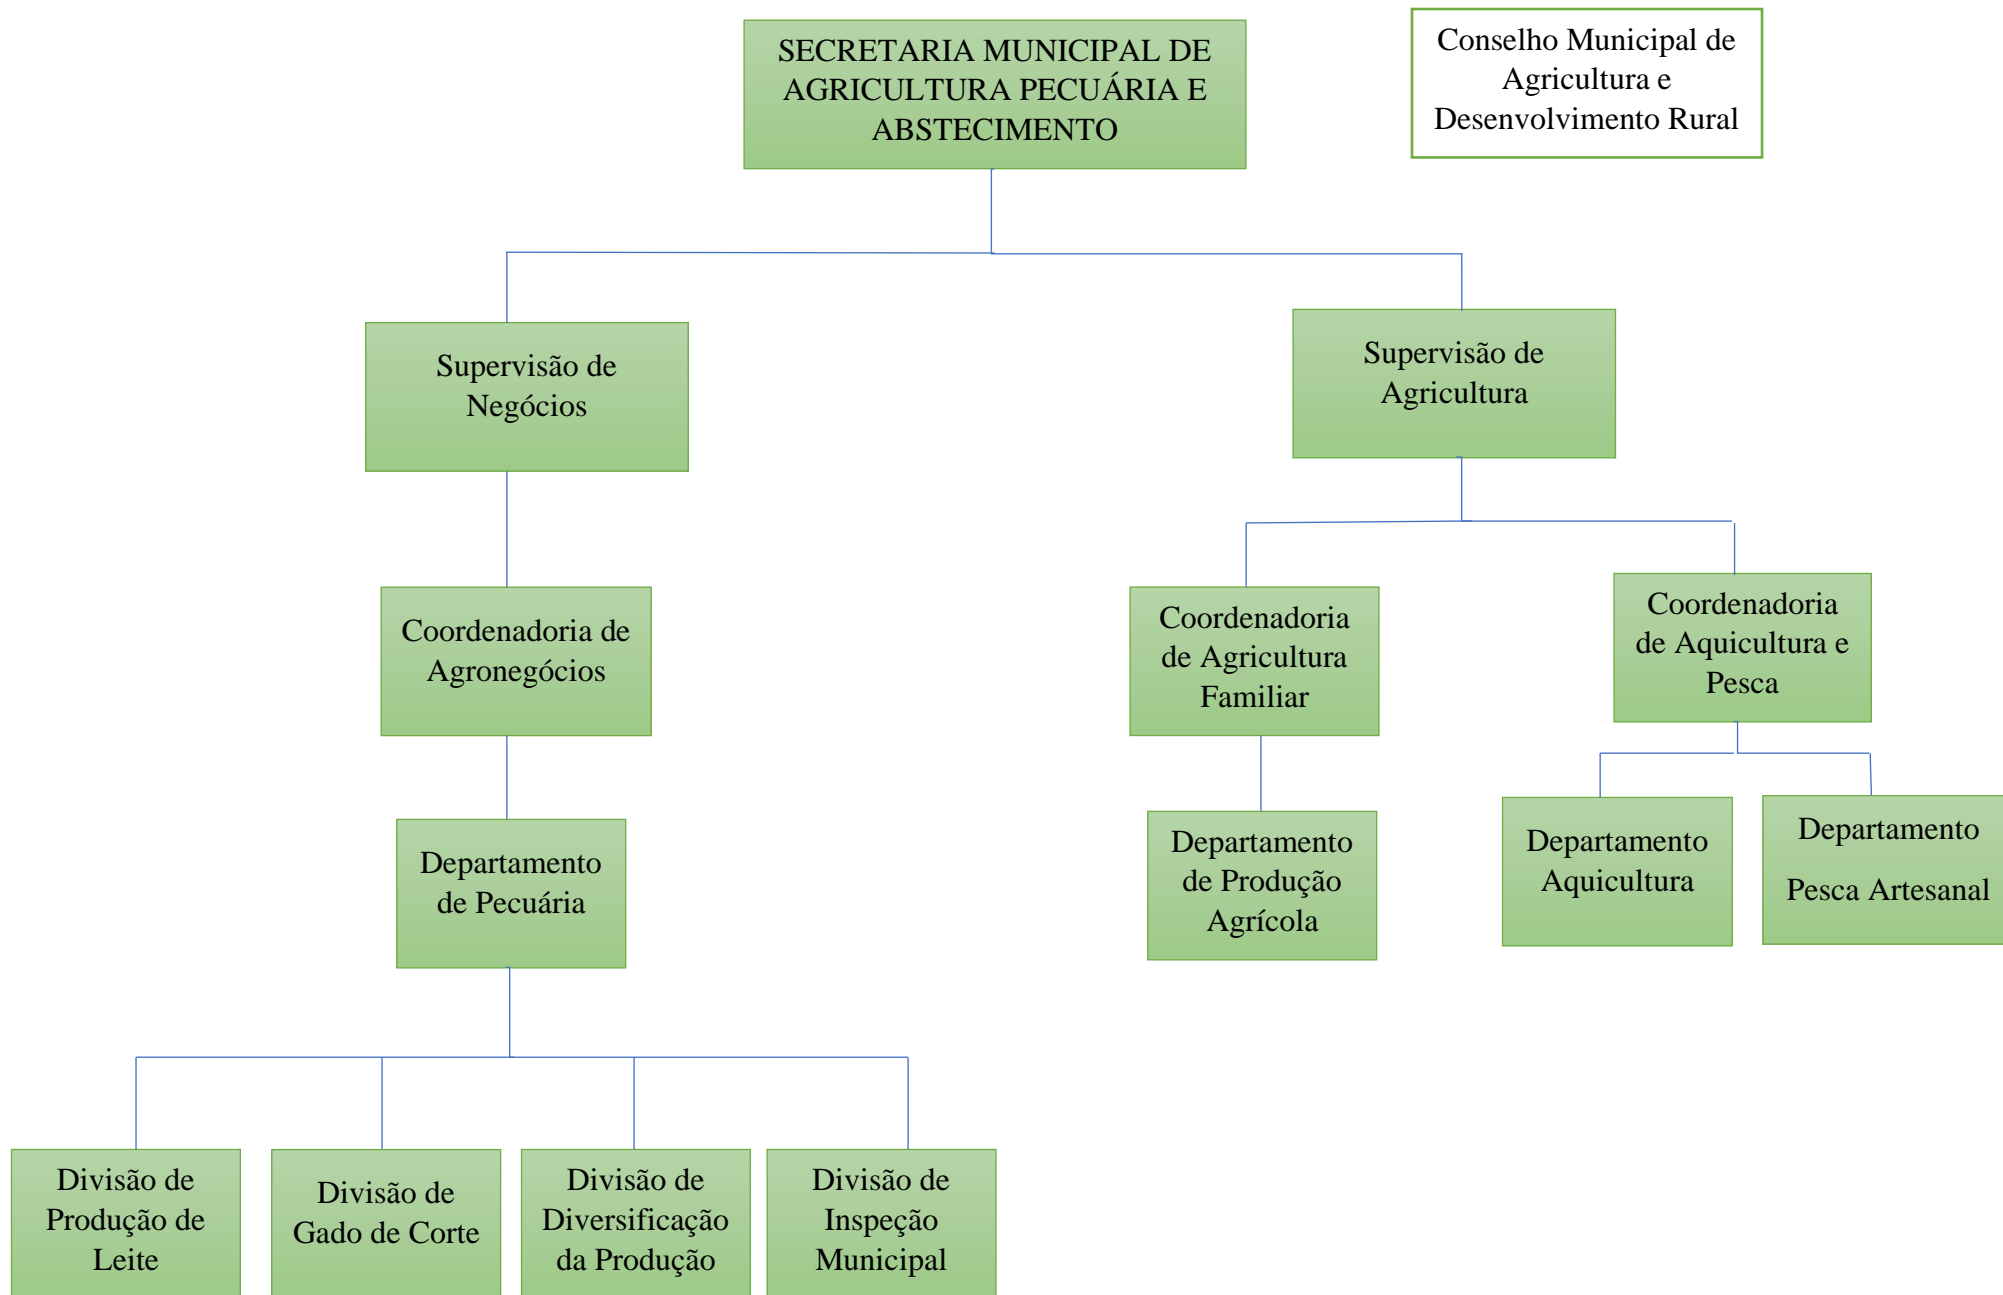 SECRETARIA MUNICIPAL DE
AGRICULTURA PECUÁRIA E
ABSTECIMENTO
Conselho Municipal de
Agricultura e
Desenvolvimento Rural
Supervisão de
Negócios
Supervisão de
Agricultura
Coordenadoria de
Agronegócios
Coordenadoria
de Agricultura
Familiar
Coordenadoria
de Aquicultura e
Pesca
Departamento
de Pecuária
Departamento
de Produção
Agrícola
Departamento
Aquicultura
Departamento
Pesca Artesanal
Divisão de
Produção de
Leite
Divisão de
Gado de Corte
Divisão de
Diversificação
da Produção
Divisão de
Inspeção
Municipal